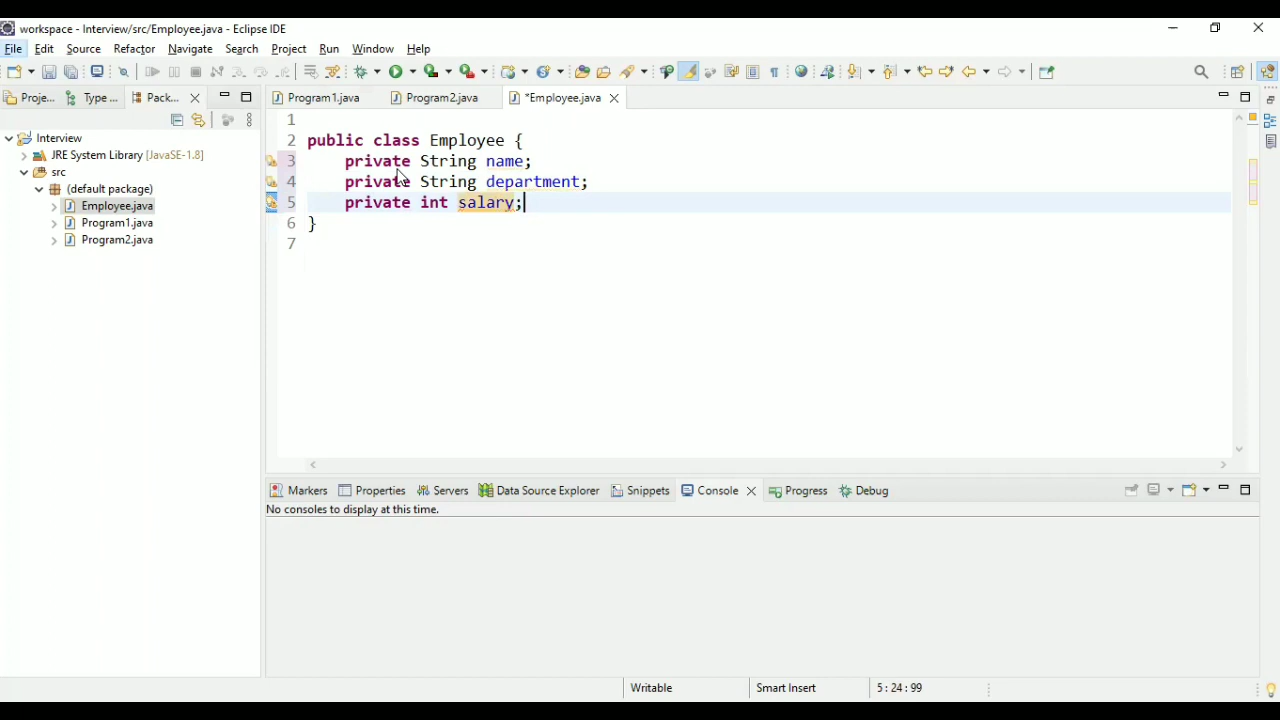 workspace - Interview/src/Employee.java - Eclipse IDE
File Edit Source Refactor Navigate Search Project Run Window Help
Proje... Type ... Pack... Program1.java Program2.java *Employee.java
Interview
JRE System Library [JavaSE-1.8]
src
(default package)
Employee.java
Program1.java
Program2.java
1
2 public class Employee {
3 private String name;
4 private String department;
5 private int salary;
6 }
7
Markers Properties Servers Data Source Explorer Snippets Console Progress Debug
No consoles to display at this time.
Writable Smart Insert 5 : 24 : 99